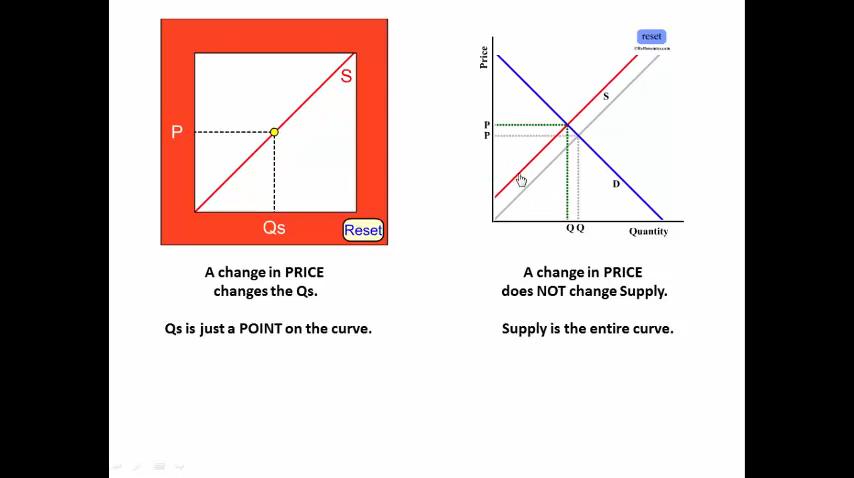 S
P
Qs
Reset
A change in PRICE
changes the Qs.
Qs is just a POINT on the curve.
reset
Price
S
P
P
D
Q Q
Quantity
A change in PRICE
does NOT change Supply.
Supply is the entire curve.